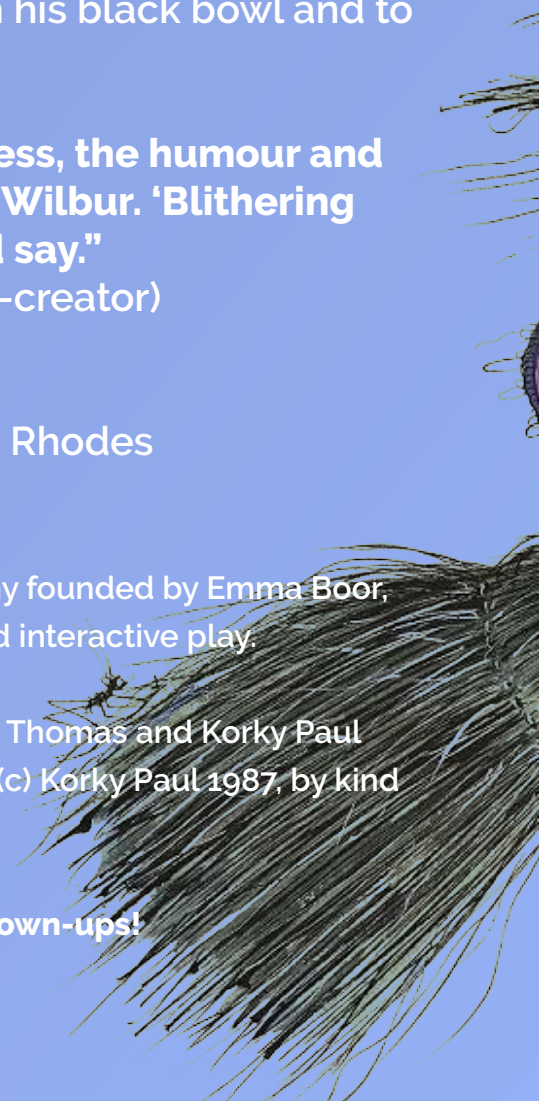 his black bowl and to
ess, the humour and
Wilbur. ‘Blithering
say.”
-creator)
Rhodes
y founded by Emma Boor,
d interactive play.
Thomas and Korky Paul
(c) Korky Paul 1987, by kind
own-ups!